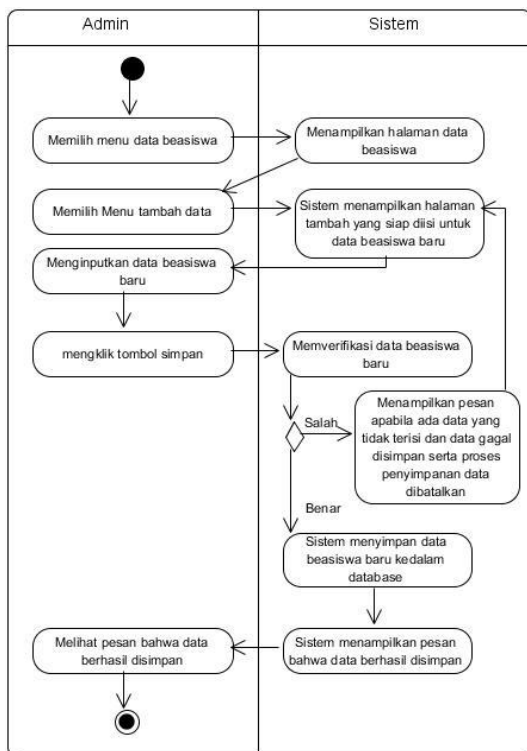 Admin
Sistem
Memilih menu data beasiswa
Menampilkan halaman data
beasiswa
Memilih Menu tambah data
Sistem menampilkan halaman
tambah yang siap diisi untuk
data beasiswa baru
Menginputkan data beasiswa
baru
mengklik tombol simpan
Memverifikasi data beasiswa
baru
Salah
Menampilkan pesan
apabila ada data yang
tidak terisi dan data gagal
disimpan serta proses
penyimpanan data
dibatalkan
Benar
Sistem menyimpan data
beasiswa baru kedalam
database
Sistem menampilkan pesan
bahwa data berhasil disimpan
Melihat pesan bahwa data
berhasil disimpan